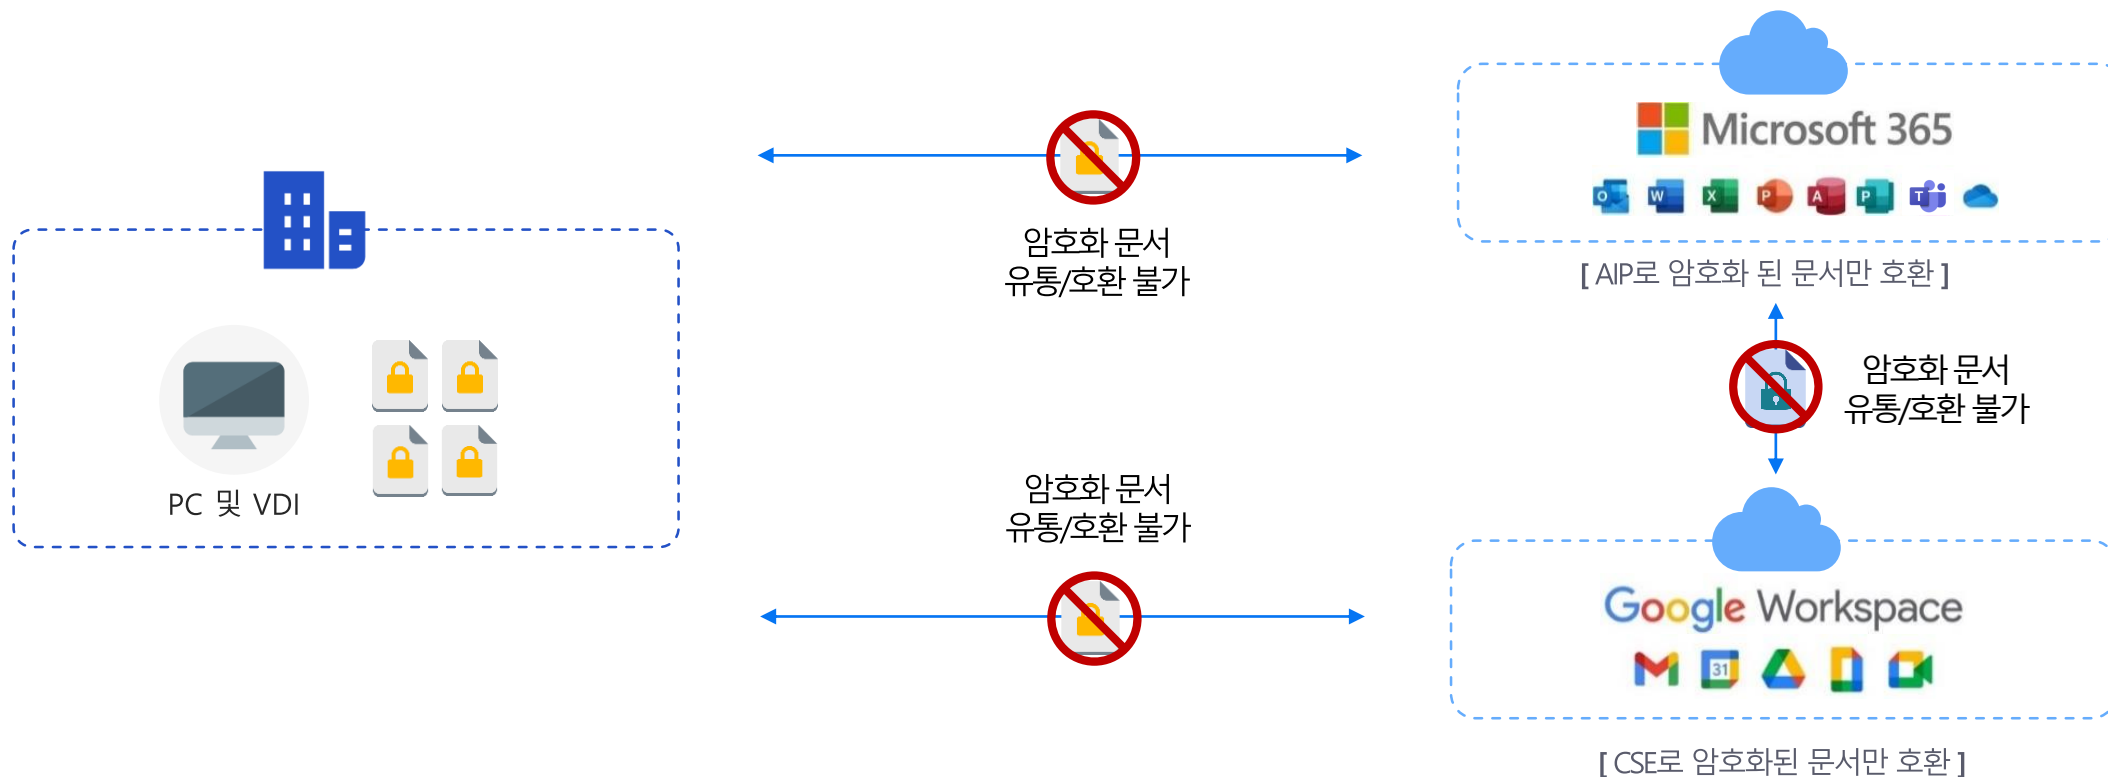 PC 및 VDI
암호화 문서
유통/호환 불가
암호화 문서
유통/호환 불가
Microsoft 365
O W X P A P T
[ AIP로 암호화 된 문서만 호환 ]
암호화 문서
유통/호환 불가
Google Workspace
31
[ CSE로 암호화된 문서만 호환 ]